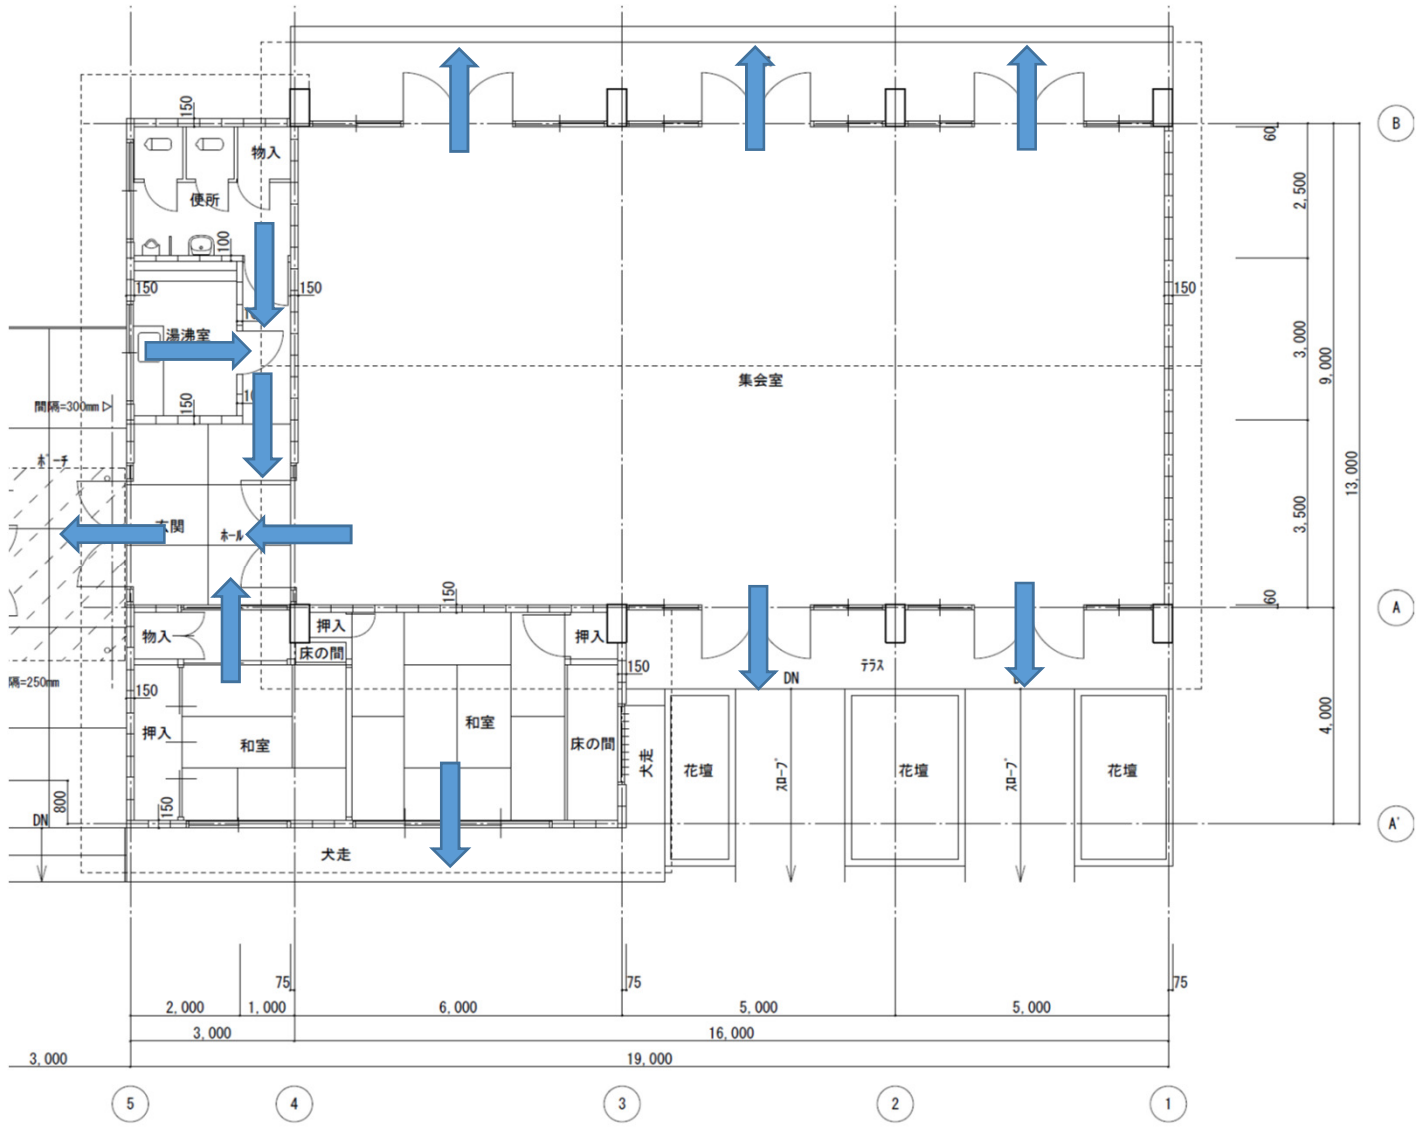 B
150
60
物入
2,500
便所
100
150
150
150
湯沸室
3,000
9,000
集会室
間隔=300mm
150
ポーチ
13,000
玄関
ホール
3,500
150
60
A
物入
押入
床の間
押入
テラス
隔=250mm
150
150
DN
押入
和室
和室
床の間
犬走
花壇
スロープ
花壇
スロープ
花壇
4,000
800
150
DN
A'
犬走
75
75
75
2,000
1,000
6,000
5,000
5,000
3,000
16,000
3,000
19,000
5
4
3
2
1